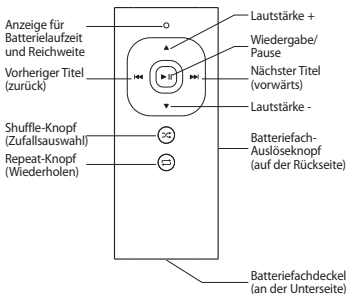 Anzeige für
Batterielaufzeit
und Reichweite
Vorheriger Titel
(zurück)
Shuffle-Knopf
(Zufallsauswahl)
Repeat-Knopf
(Wiederholen)
Lautstärke +
Wiedergabe/
Pause
Nächster Titel
(vorwärts)
Lautstärke -
Batteriefach-
Auslöseknopf
(auf der Rückseite)
Batteriefachdeckel
(an der Unterseite)